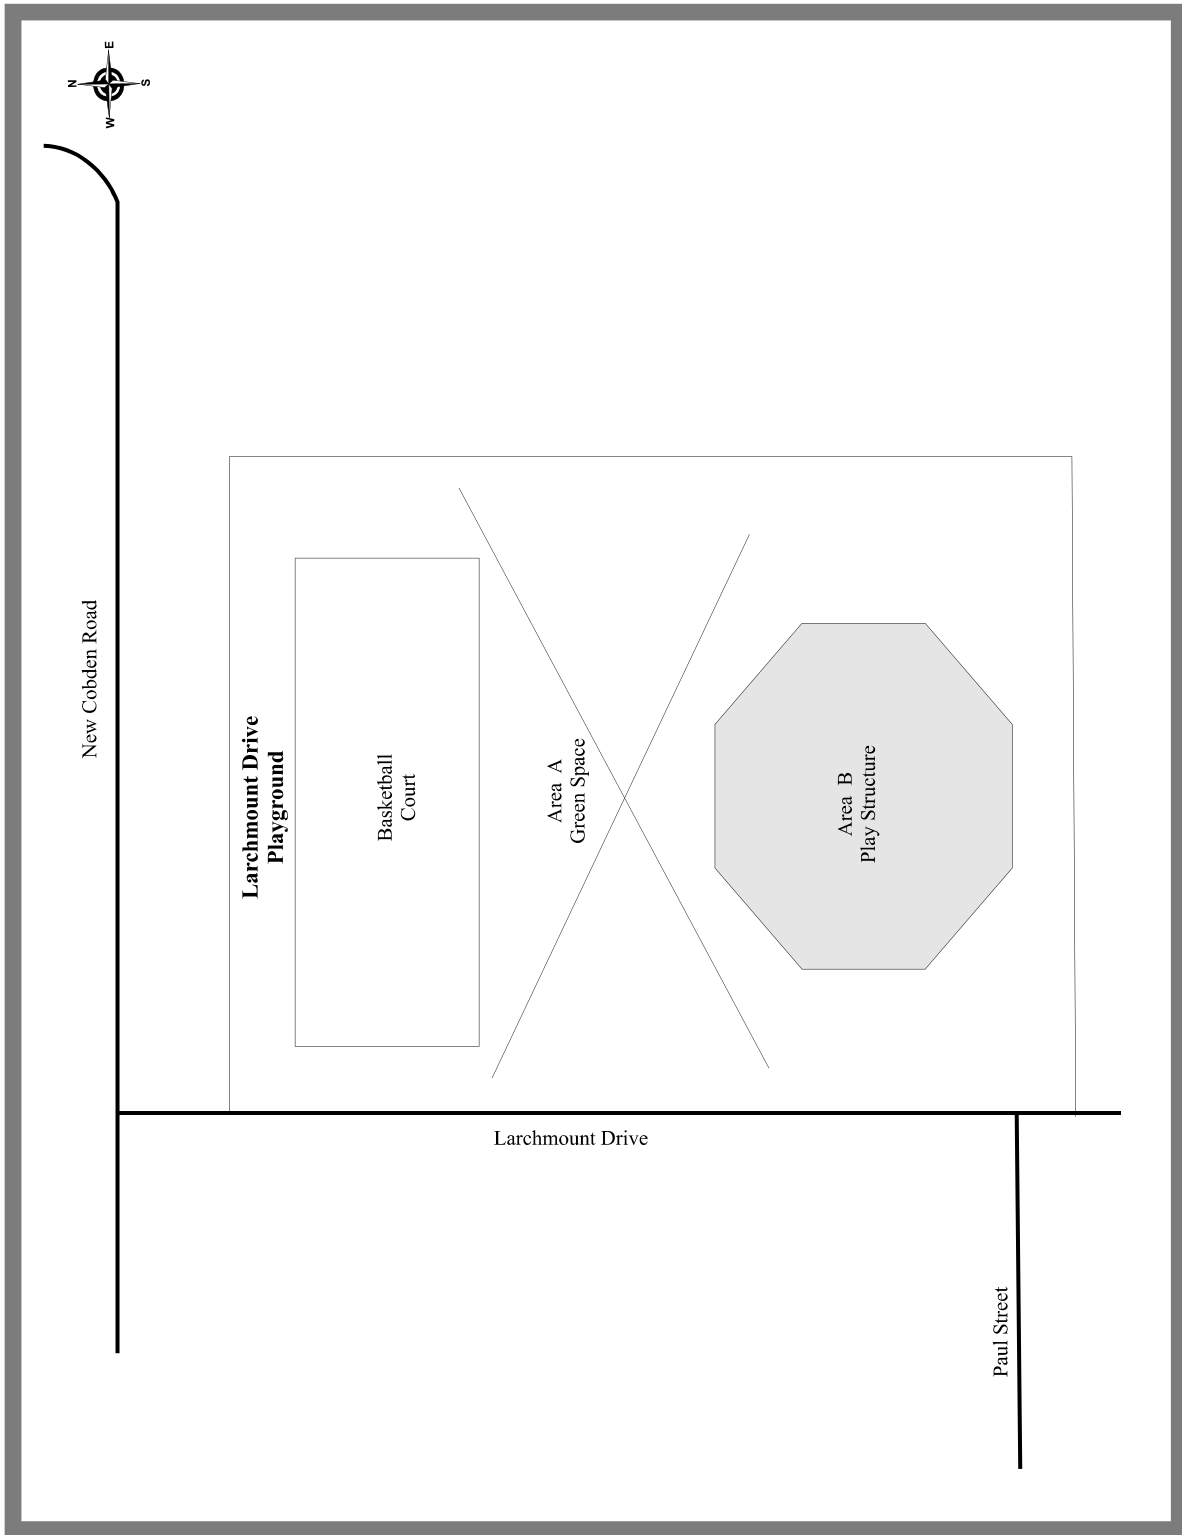 E
N
S
W
New Cobden Road
Larchmount Drive
Playground
Basketball
Court
Area A
Green Space
Area B
Play Structure
Larchmount Drive
Paul Street